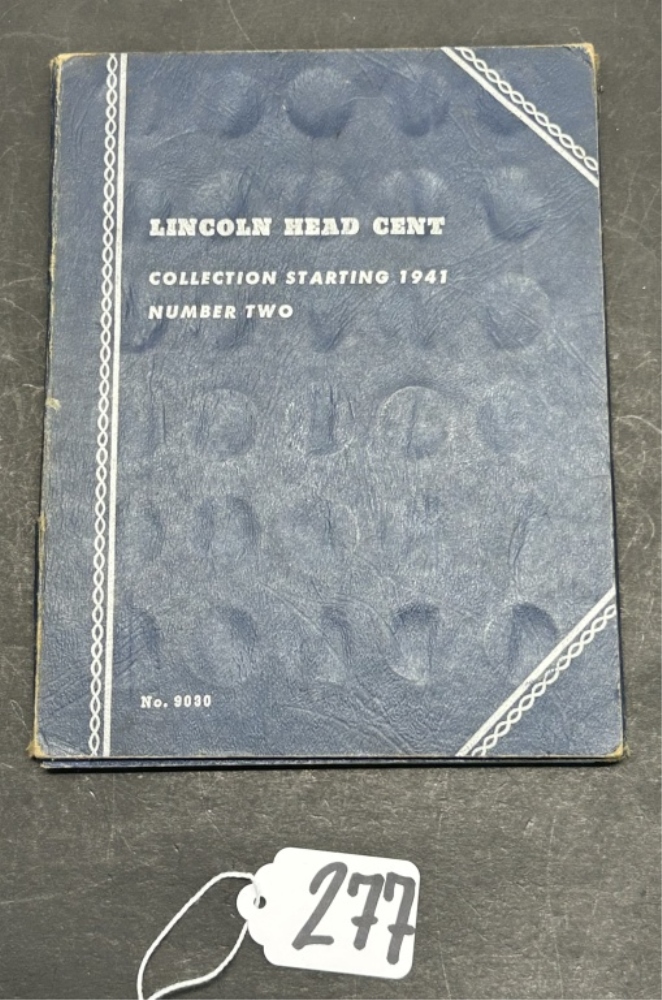 LINCOLN HEAD CENT
COLLECTION STARTING 1941
NUMBER TWO
No. 9030
277